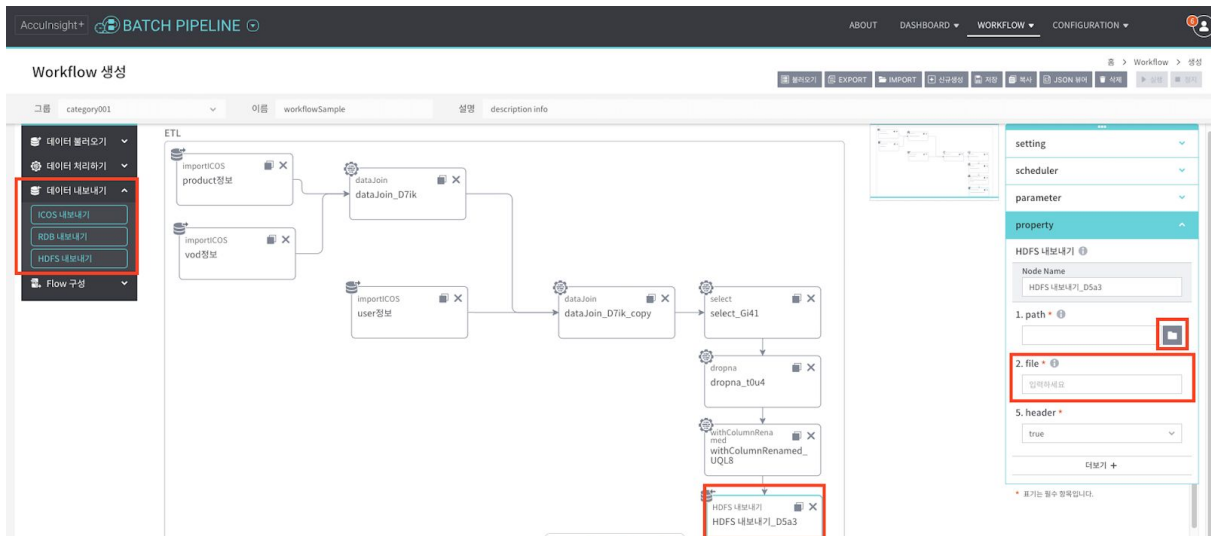 AccuInsight+ BATCH PIPELINE ABOUT DASHBOARD WORKFLOW CONFIGURATION 6
Workflow 생성
홈 > Workflow > 생성
불러오기 EXPORT IMPORT 신규생성 저장 복사 JSON 뷰어 삭제 실행 정지
그룹 category001 이름 workflowSample 설명 description info
데이터 불러오기
데이터 처리하기
데이터 내보내기
ICOS 내보내기
RDB 내보내기
HDFS 내보내기
Flow 구성
ETL
importICOS
product정보
dataJoin
dataJoin_D7ik
importICOS
vod정보
importICOS
user정보
dataJoin
dataJoin_D7ik_copy
select
select_Gi41
dropna
dropna_t0u4
withColumnRena
med
withColumnRenamed_
UQL8
HDFS 내보내기
HDFS 내보내기_D5a3
setting
scheduler
parameter
property
HDFS 내보내기
Node Name
HDFS 내보내기_D5a3
1. path *
2. file *
입력하세요
5. header *
true
더보기 +
* 표기는 필수 항목입니다.